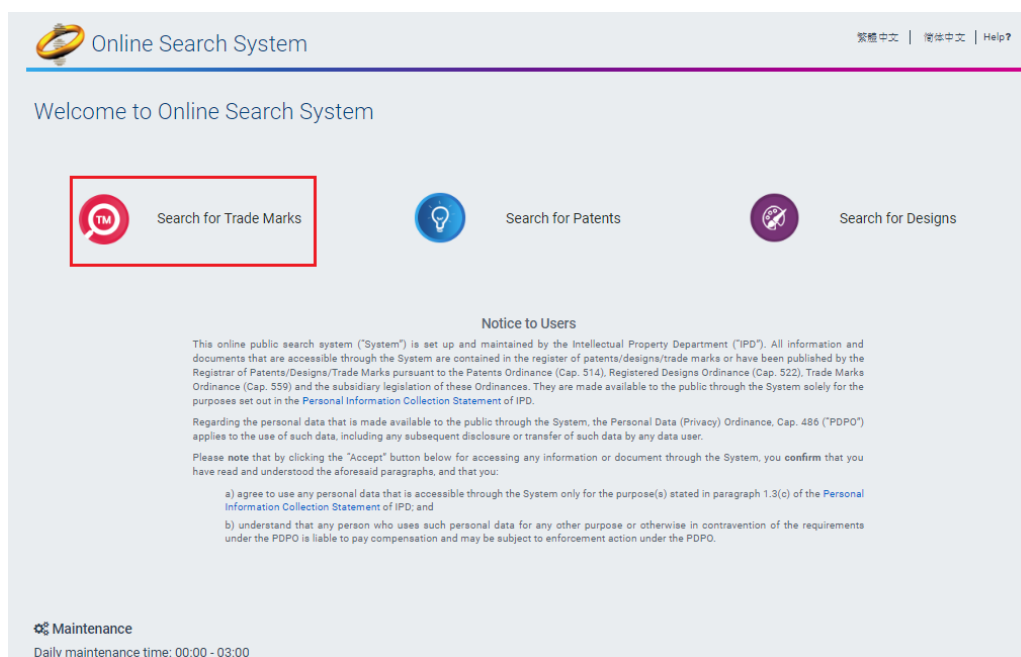 Online Search System
繁體中文 | 简体中文 | Help?
Welcome to Online Search System
TM
Search for Trade Marks
Search for Patents
Search for Designs
Notice to Users
This online public search system ("System") is set up and maintained by the Intellectual Property Department ("IPD"). All information and
documents that are accessible through the System are contained in the register of patents/designs/trade marks or have been published by the
Registrar of Patents/Designs/Trade Marks pursuant to the Patents Ordinance (Cap. 514), Registered Designs Ordinance (Cap. 522), Trade Marks
Ordinance (Cap. 559) and the subsidiary legislation of these Ordinances. They are made available to the public through the System solely for the
purposes set out in the Personal Information Collection Statement of IPD.
Regarding the personal data that is made available to the public through the System, the Personal Data (Privacy) Ordinance, Cap. 486 ("PDPO")
applies to the use of such data, including any subsequent disclosure or transfer of such data by any data user.
Please note that by clicking the "Accept" button below for accessing any information or document through the System, you confirm that you
have read and understood the aforesaid paragraphs, and that you:
a) agree to use any personal data that is accessible through the System only for the purpose(s) stated in paragraph 1.3(c) of the Personal
Information Collection Statement of IPD; and
b) understand that any person who uses such personal data for any other purpose or otherwise in contravention of the requirements
under the PDPO is liable to pay compensation and may be subject to enforcement action under the PDPO.
Maintenance
Daily maintenance time: 00:00 - 03:00